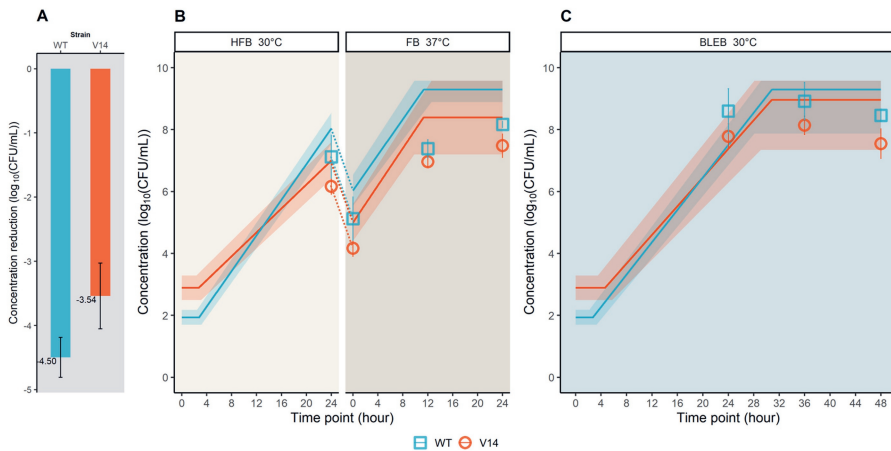 A
Strain
WT V14
Concentration reduction (log₁₀(CFU/mL))
0
-1
-2
-3
-4
-5
-4.50
-3.54
B
HFB 30°C
FB 37°C
Concentration (log₁₀(CFU/mL))
10
8
6
4
2
0
0 4 8 12 16 20 24
0 4 8 12 16 20 24
Time point (hour)
C
BLEB 30°C
Concentration (log₁₀(CFU/mL))
10
8
6
4
2
0
0 4 8 12 16 20 24 28 32 36 40 44 48
Time point (hour)
WT V14